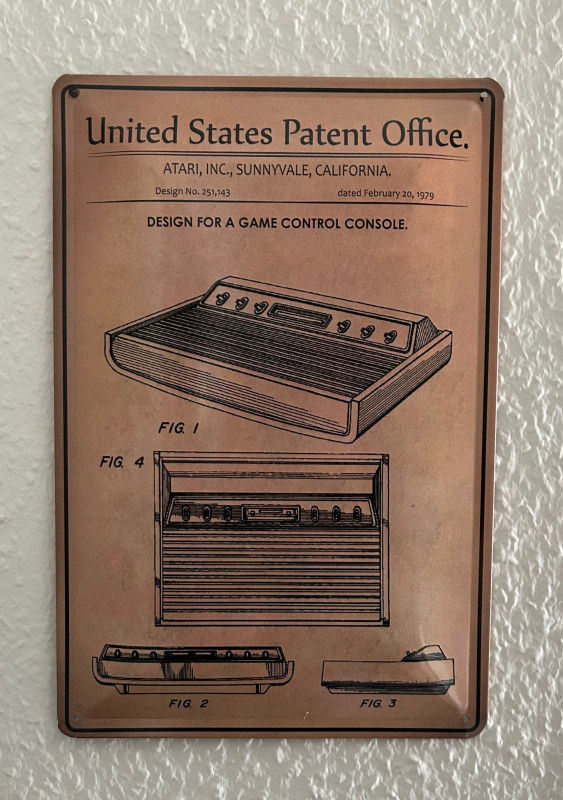 United States Patent Office.
ATARI, INC., SUNNYVALE, CALIFORNIA.
Design No. 251,143 dated February 20, 1979
DESIGN FOR A GAME CONTROL CONSOLE.
FIG. 1
FIG. 4
FIG. 2 FIG. 3